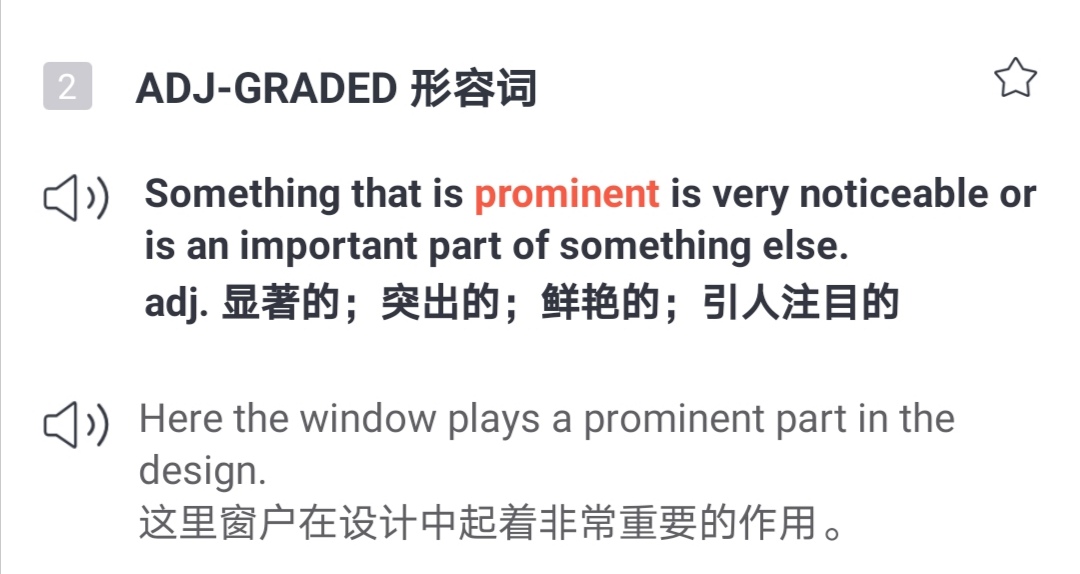 2 ADJ-GRADED 形容词
Something that is prominent is very noticeable or
is an important part of something else.
adj. 显著的；突出的；鲜艳的；引人注目的
Here the window plays a prominent part in the
design.
这里窗户在设计中起着非常重要的作用。